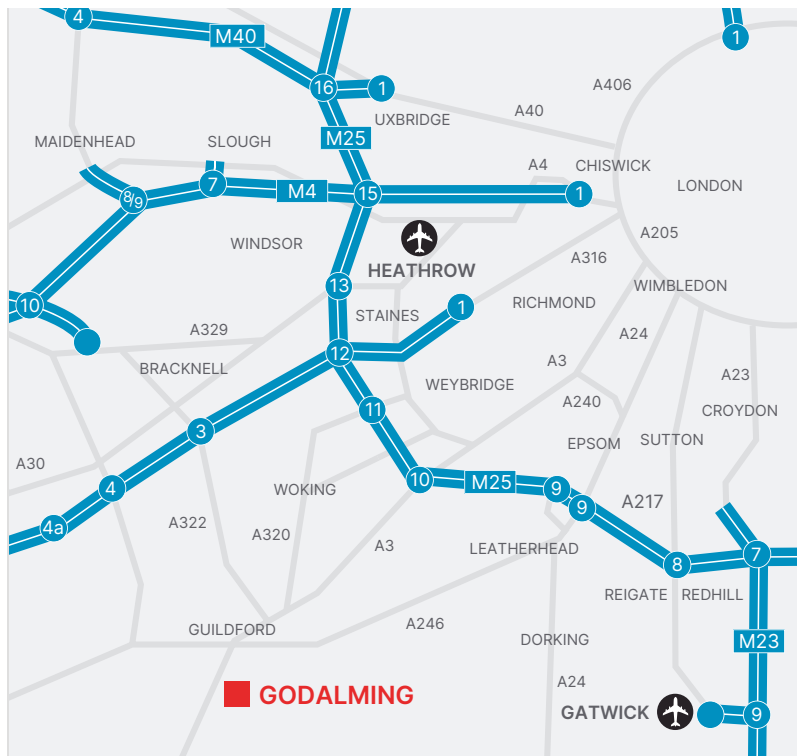 4
M40
1
16
1
A406
UXBRIDGE
A40
M25
MAIDENHEAD
SLOUGH
A4
CHISWICK
7
M4
15
1
LONDON
8/9
WINDSOR
A205
HEATHROW
A316
13
WIMBLEDON
10
RICHMOND
STAINES
1
A329
A24
12
A3
BRACKNELL
WEYBRIDGE
A23
11
A240
CROYDON
3
EPSOM
SUTTON
A30
10
M25
9
4
WOKING
9
A217
4a
A322
A320
A3
LEATHERHEAD
7
8
REIGATE
REDHILL
GUILDFORD
A246
DORKING
M23
A24
GODALMING
GATWICK
9